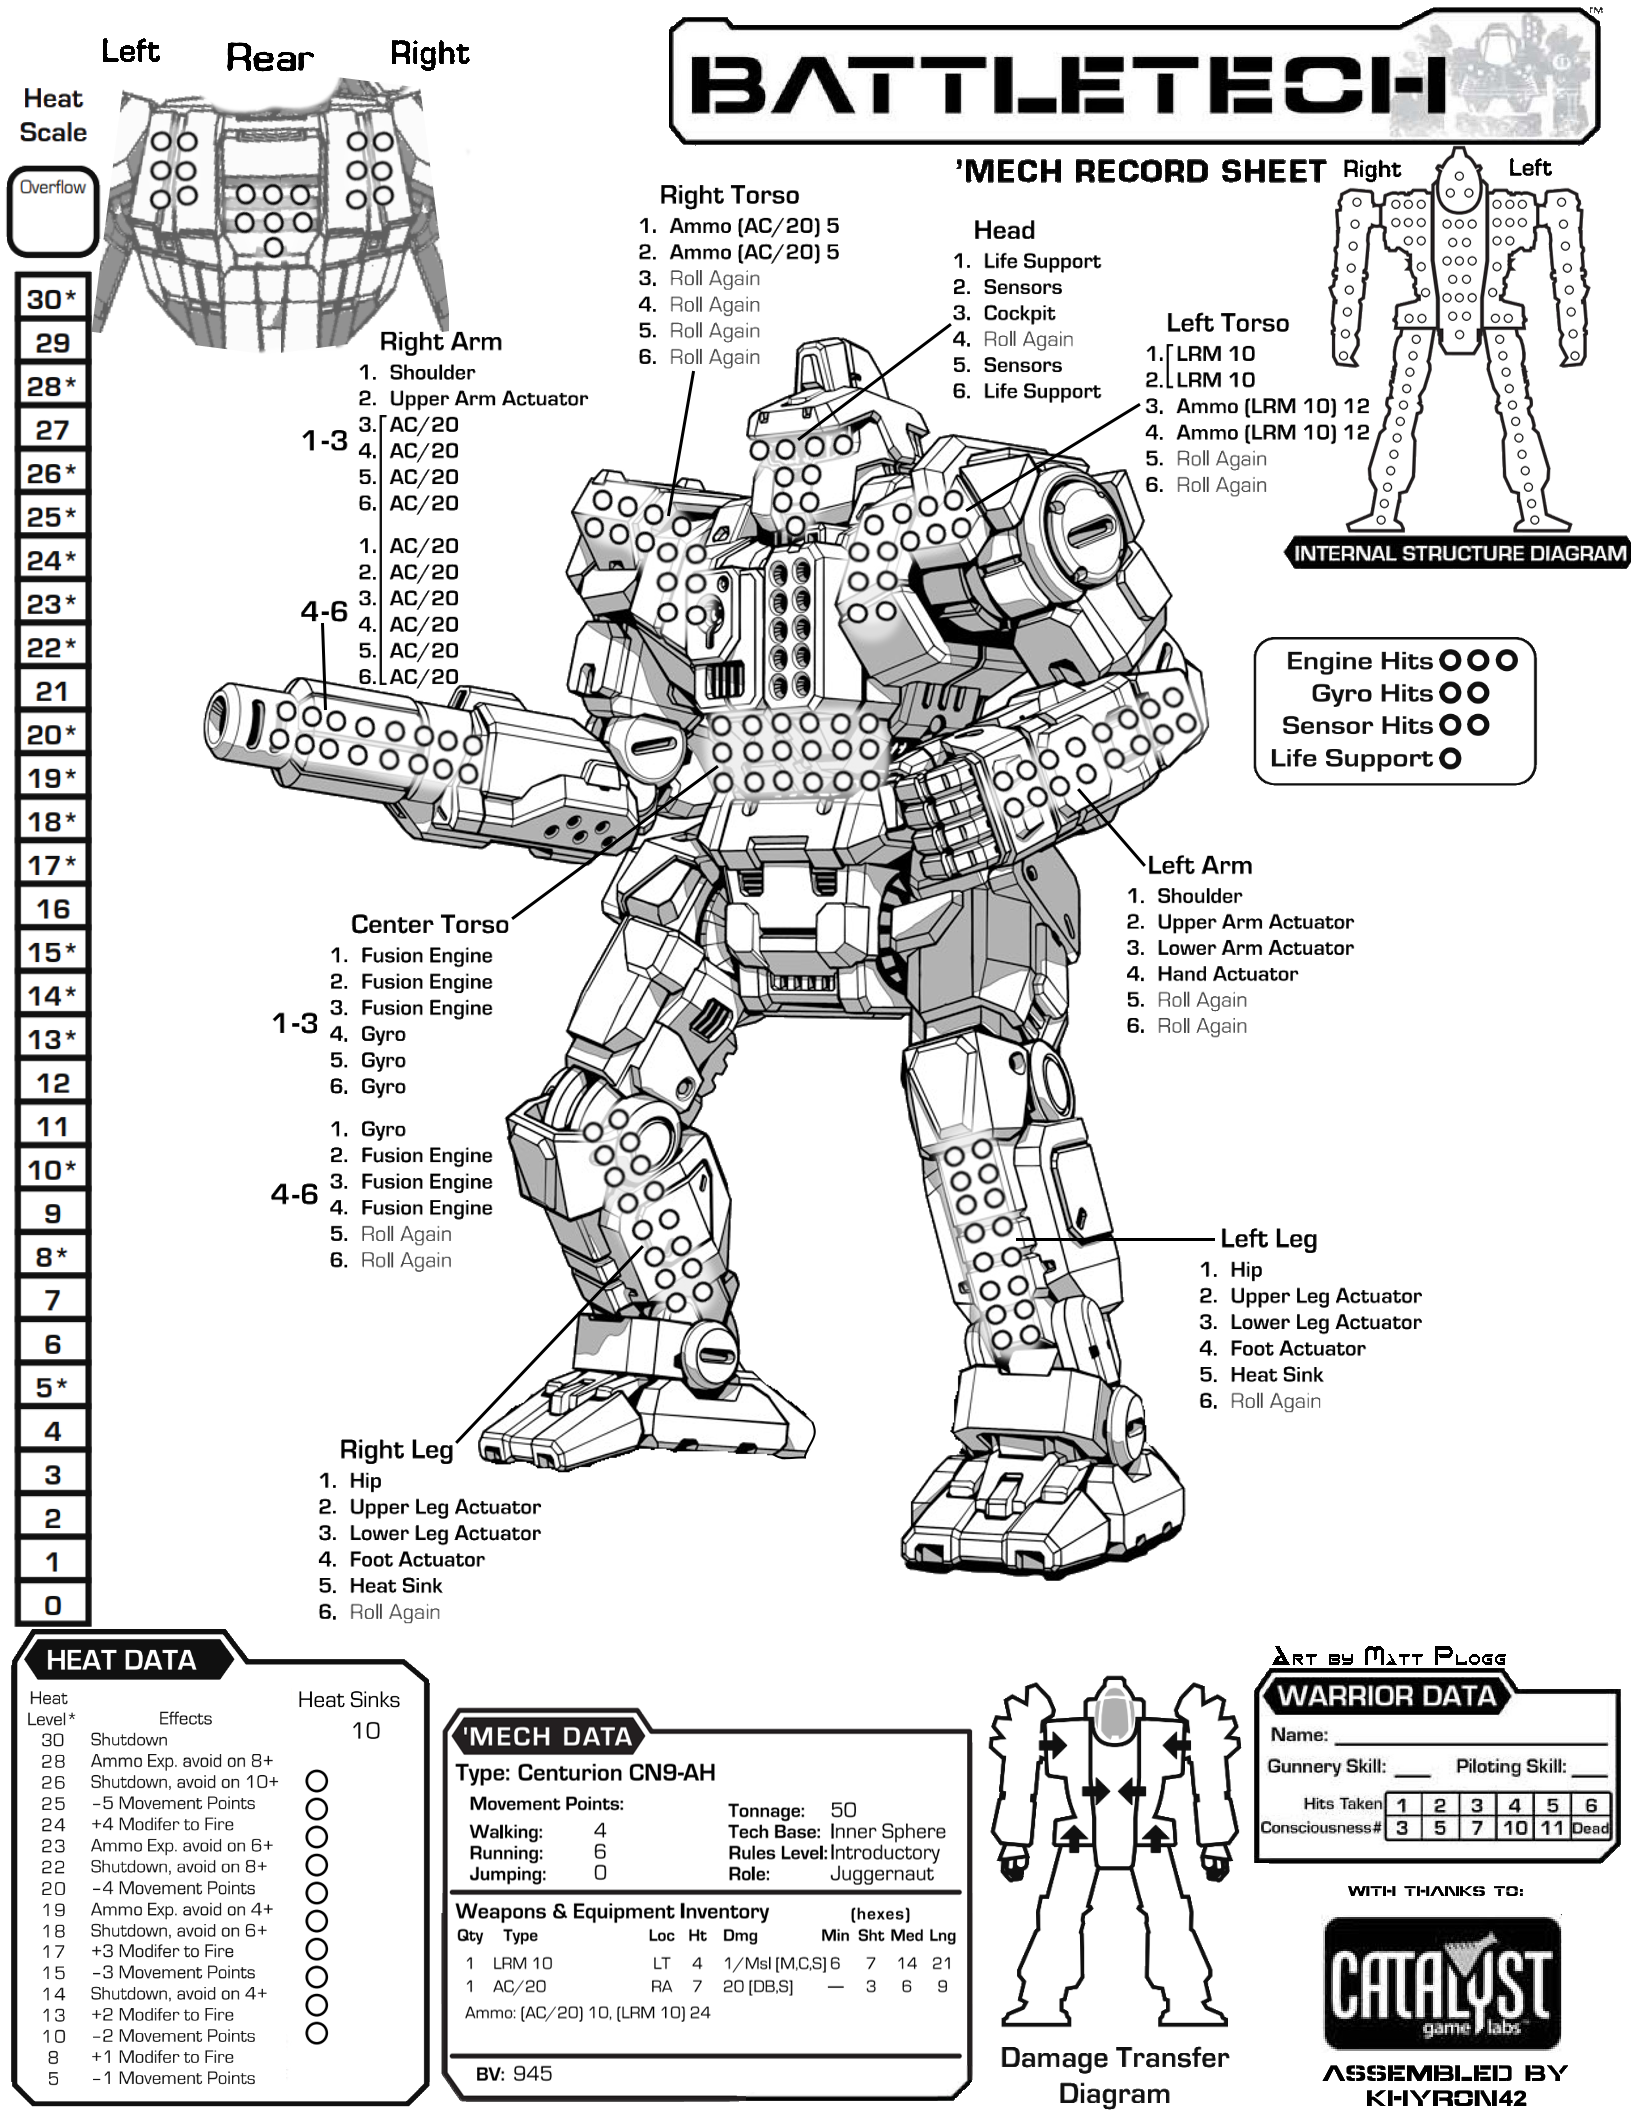 Left Rear Right
Heat
Scale
Overflow
30*
29
28*
27
26*
25*
24*
23*
22*
21
20*
19*
18*
17*
16
15*
14*
13*
12
11
10*
9
8*
7
6
5*
4
3
2
1
0
BATTLETECH
™
'MECH RECORD SHEET
Right Left
INTERNAL STRUCTURE DIAGRAM
Right Torso
1. Ammo (AC/20) 5
2. Ammo (AC/20) 5
3. Roll Again
4. Roll Again
5. Roll Again
6. Roll Again
Head
1. Life Support
2. Sensors
3. Cockpit
4. Roll Again
5. Sensors
6. Life Support
Left Torso
1. LRM 10
2. LRM 10
3. Ammo (LRM 10) 12
4. Ammo (LRM 10) 12
5. Roll Again
6. Roll Again
Right Arm
1. Shoulder
2. Upper Arm Actuator
1-3
3. AC/20
4. AC/20
5. AC/20
6. AC/20
4-6
1. AC/20
2. AC/20
3. AC/20
4. AC/20
5. AC/20
6. AC/20
Engine Hits
Gyro Hits
Sensor Hits
Life Support
Left Arm
1. Shoulder
2. Upper Arm Actuator
3. Lower Arm Actuator
4. Hand Actuator
5. Roll Again
6. Roll Again
Center Torso
1-3
1. Fusion Engine
2. Fusion Engine
3. Fusion Engine
4. Gyro
5. Gyro
6. Gyro
4-6
1. Gyro
2. Fusion Engine
3. Fusion Engine
4. Fusion Engine
5. Roll Again
6. Roll Again
Left Leg
1. Hip
2. Upper Leg Actuator
3. Lower Leg Actuator
4. Foot Actuator
5. Heat Sink
6. Roll Again
Right Leg
1. Hip
2. Upper Leg Actuator
3. Lower Leg Actuator
4. Foot Actuator
5. Heat Sink
6. Roll Again
HEAT DATA
Heat
Level* Effects
Heat Sinks
10
30 Shutdown
28 Ammo Exp. avoid on 8+
26 Shutdown, avoid on 10+
25 -5 Movement Points
24 +4 Modifer to Fire
23 Ammo Exp. avoid on 6+
22 Shutdown, avoid on 8+
20 -4 Movement Points
19 Ammo Exp. avoid on 4+
18 Shutdown, avoid on 6+
17 +3 Modifer to Fire
15 -3 Movement Points
14 Shutdown, avoid on 4+
13 +2 Modifer to Fire
10 -2 Movement Points
8 +1 Modifer to Fire
5 -1 Movement Points
'MECH DATA
Type: Centurion CN9-AH
Movement Points:
Walking: 4
Running: 6
Jumping: 0
Tonnage: 50
Tech Base: Inner Sphere
Rules Level: Introductory
Role: Juggernaut
Weapons & Equipment Inventory (hexes)
Qty Type Loc Ht Dmg Min Sht Med Lng
1 LRM 10 LT 4 1/Msl [M,C,S] 6 7 14 21
1 AC/20 RA 7 20 [DB,S] — 3 6 9
Ammo: (AC/20) 10, (LRM 10) 24
BV: 945
Damage Transfer
Diagram
Art by Matt Plogg
WARRIOR DATA
Name:
Gunnery Skill: Piloting Skill:
Hits Taken 1 2 3 4 5 6
Consciousness# 3 5 7 10 11 Dead
WITH THANKS TO:
CATALYST
game labs
ASSEMBLED BY
KHYRON42